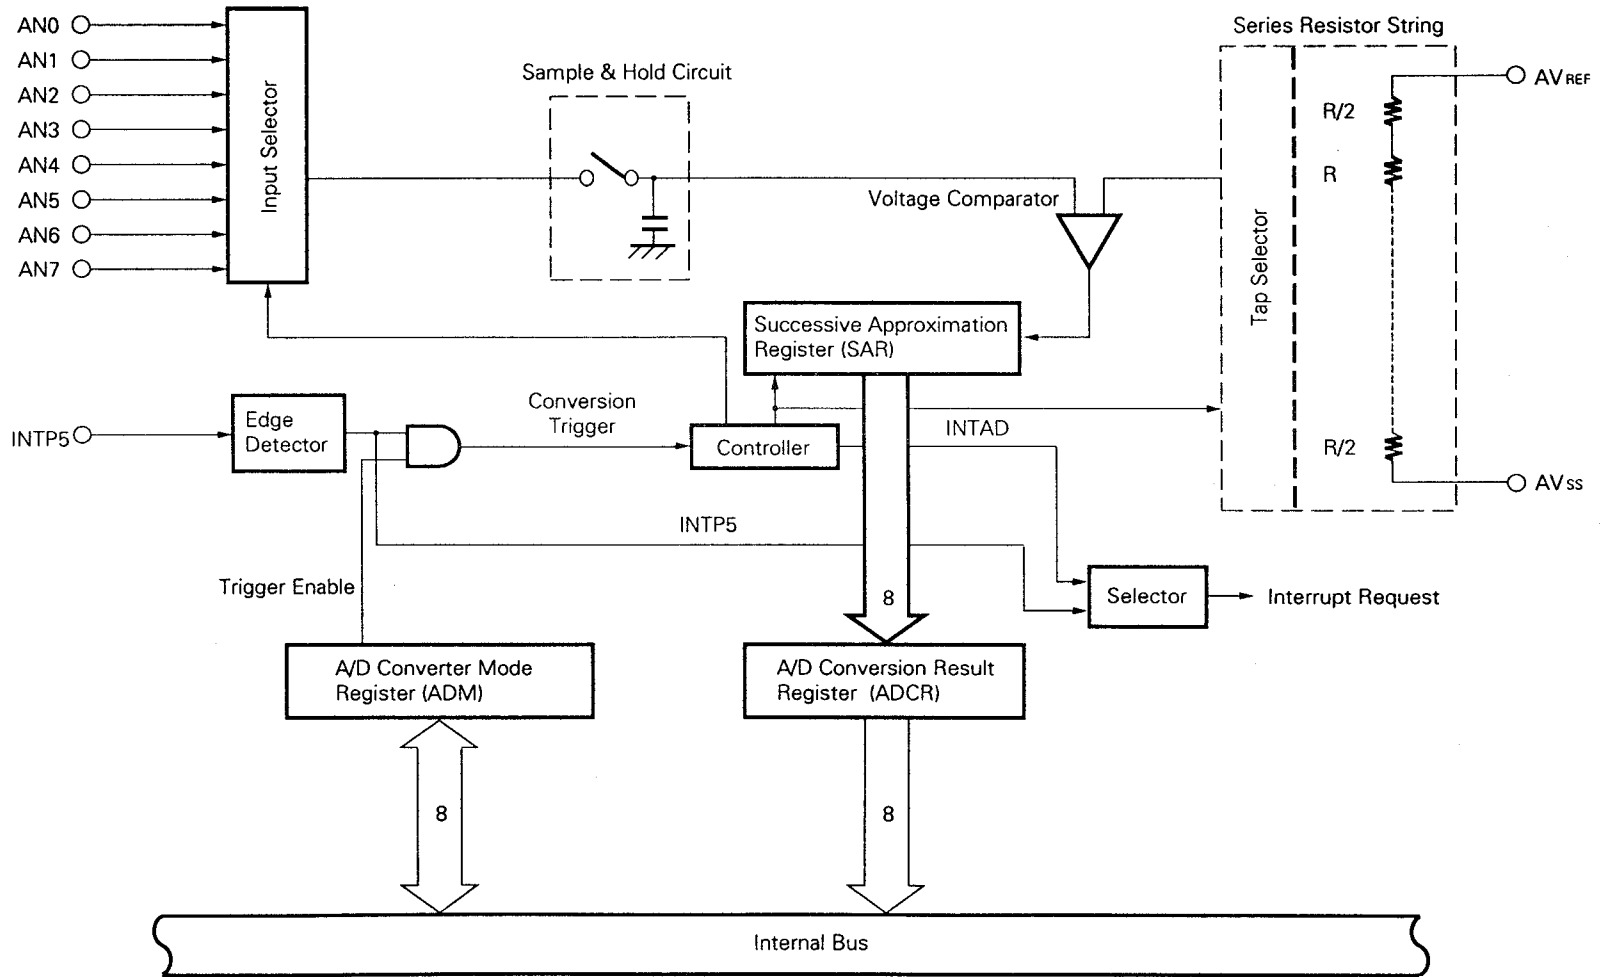 AN0
AN1
AN2
AN3
AN4
AN5
AN6
AN7
Input Selector
Sample & Hold Circuit
Series Resistor String
AVREF
R/2
R
Voltage Comparator
Tap Selector
Successive Approximation
Register (SAR)
INTP5
Edge
Detector
Conversion
Trigger
Controller
INTAD
R/2
AVSS
INTP5
Trigger Enable
8
Selector
Interrupt Request
A/D Converter Mode
Register (ADM)
A/D Conversion Result
Register (ADCR)
8
8
Internal Bus